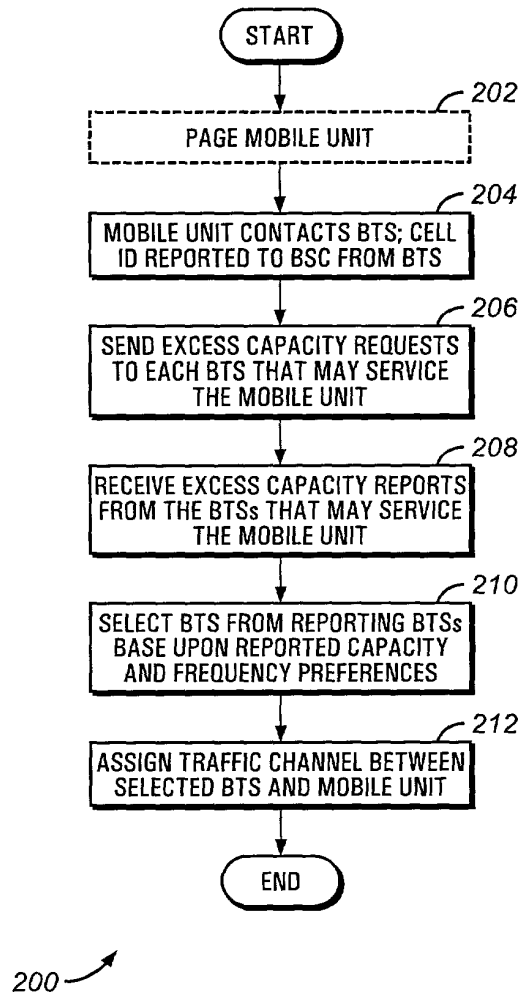 START
202
PAGE MOBILE UNIT
204
MOBILE UNIT CONTACTS BTS; CELL
ID REPORTED TO BSC FROM BTS
206
SEND EXCESS CAPACITY REQUESTS
TO EACH BTS THAT MAY SERVICE
THE MOBILE UNIT
208
RECEIVE EXCESS CAPACITY REPORTS
FROM THE BTSs THAT MAY SERVICE
THE MOBILE UNIT
210
SELECT BTS FROM REPORTING BTSs
BASE UPON REPORTED CAPACITY
AND FREQUENCY PREFERENCES
212
ASSIGN TRAFFIC CHANNEL BETWEEN
SELECTED BTS AND MOBILE UNIT
END
200